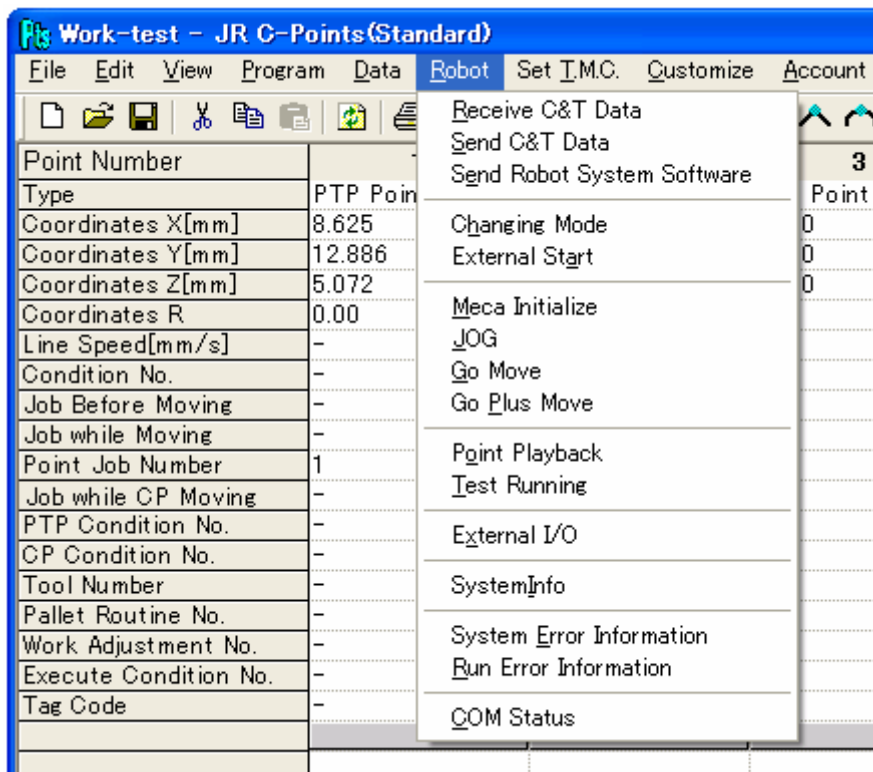 Work-test - JR C-Points(Standard)
File Edit View Program Data Robot Set T.M.C. Customize Account
Receive C&T Data
Send C&T Data
Send Robot System Software
Changing Mode
External Start
Meca Initialize
JOG
Go Move
Go Plus Move
Point Playback
Test Running
External I/O
SystemInfo
System Error Information
Run Error Information
COM Status
Point Number 3
Type PTP Poin Point
Coordinates X[mm] 8.625 0
Coordinates Y[mm] 12.886 0
Coordinates Z[mm] 5.072 0
Coordinates R 0.00
Line Speed[mm/s] -
Condition No. -
Job Before Moving -
Job while Moving -
Point Job Number 1
Job while CP Moving -
PTP Condition No. -
CP Condition No. -
Tool Number -
Pallet Routine No. -
Work Adjustment No. -
Execute Condition No. -
Tag Code -